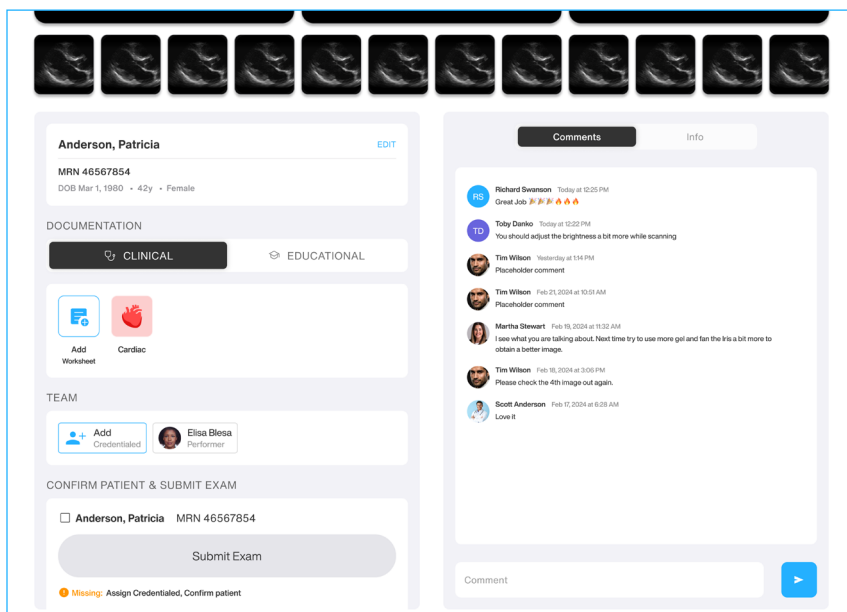 Anderson, Patricia
EDIT
MRN 46567854
DOB Mar 1, 1980 • 42y • Female
DOCUMENTATION
CLINICAL
EDUCATIONAL
Add
Worksheet
Cardiac
TEAM
Add
Credentialed
Elisa Blesa
Performer
CONFIRM PATIENT & SUBMIT EXAM
Anderson, Patricia MRN 46567854
Submit Exam
Missing: Assign Credentialed, Confirm patient
Comments
Info
RS
Richard Swanson Today at 12:25 PM
Great Job 🎉🎉🎉🔥🔥🔥
TD
Toby Danko Today at 12:22 PM
You should adjust the brightness a bit more while scanning
Tim Wilson Yesterday at 1:14 PM
Placeholder comment
Tim Wilson Feb 21, 2024 at 10:51 AM
Placeholder comment
Martha Stewart Feb 19, 2024 at 11:32 AM
I see what you are talking about. Next time try to use more gel and fan the Iris a bit more to
obtain a better image.
Tim Wilson Feb 18, 2024 at 3:06 PM
Please check the 4th image out again.
Scott Anderson Feb 17, 2024 at 6:28 AM
Love it
Comment